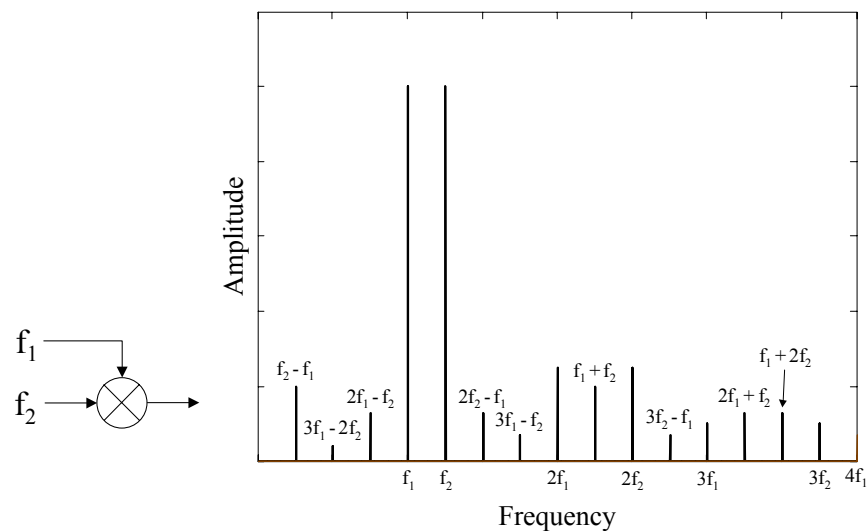 f₁
f₂
Amplitude
f₂ - f₁
3f₁ - 2f₂
2f₁ - f₂
2f₂ - f₁
3f₁ - f₂
f₁ + f₂
3f₂ - f₁
2f₁ + f₂
f₁ + 2f₂
f₁ f₂ 2f₁ 2f₂ 3f₁ 3f₂ 4f₁
Frequency